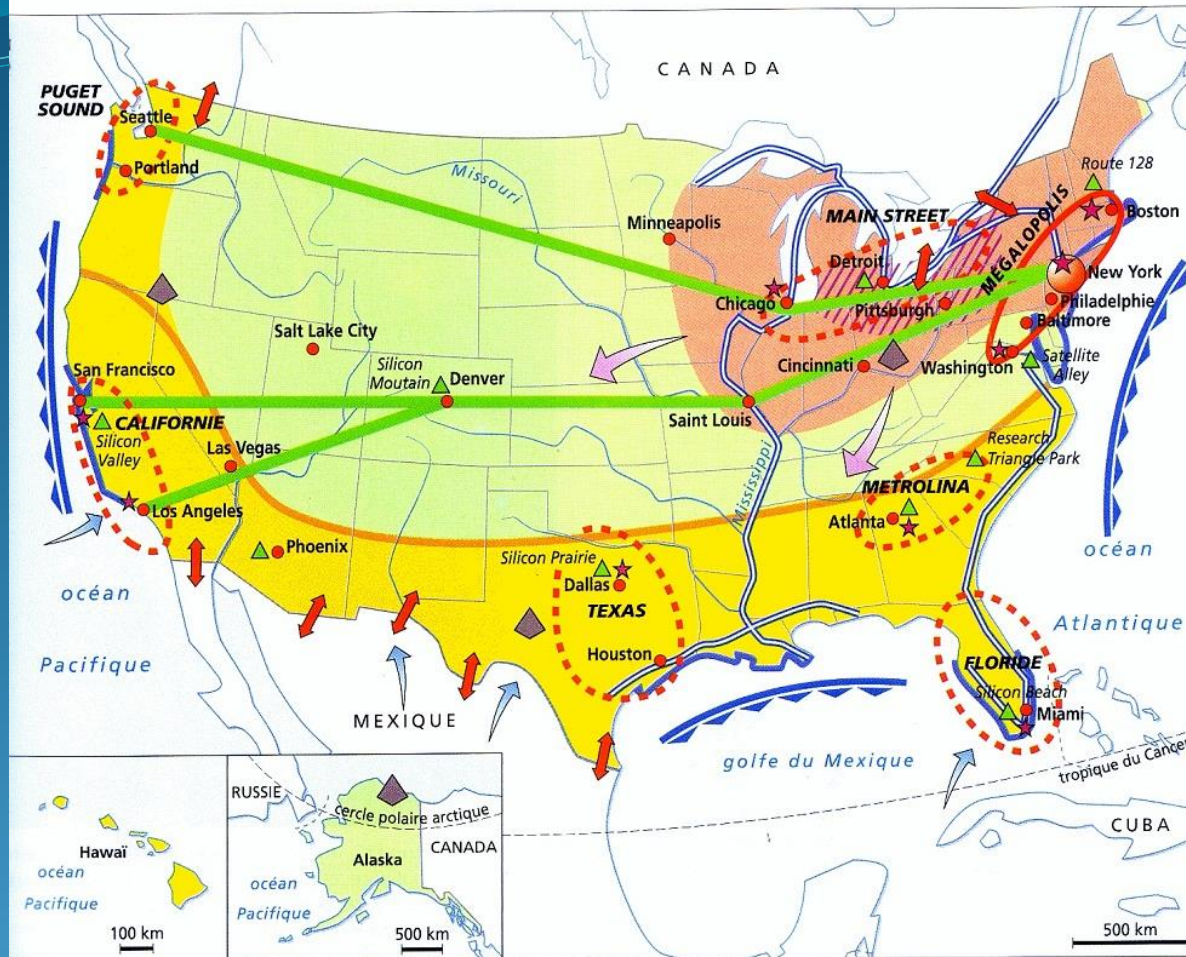 CANADA
PUGET
SOUND
Seattle
Portland
Missouri
Minneapolis
MAIN STREET
Detroit
Chicago
Pittsburgh
MÉGALOPOLIS
Route 128
Boston
New York
Philadelphie
Baltimore
Washington
Satellite
Alley
Cincinnati
Salt Lake City
San Francisco
Silicon
Moutain
Denver
Saint Louis
CALIFORNIE
Silicon
Valley
Las Vegas
Los Angeles
Mississippi
Research
Triangle Park
METROLINA
Atlanta
Phoenix
Silicon Prairie
Dallas
TEXAS
Houston
océan
Pacifique
océan
Atlantique
FLORIDE
Silicon Beach
Miami
MEXIQUE
golfe du Mexique
tropique du Cancer
CUBA
RUSSIE
cercle polaire arctique
CANADA
Alaska
océan
Pacifique
500 km
Hawaï
océan
Pacifique
100 km
500 km